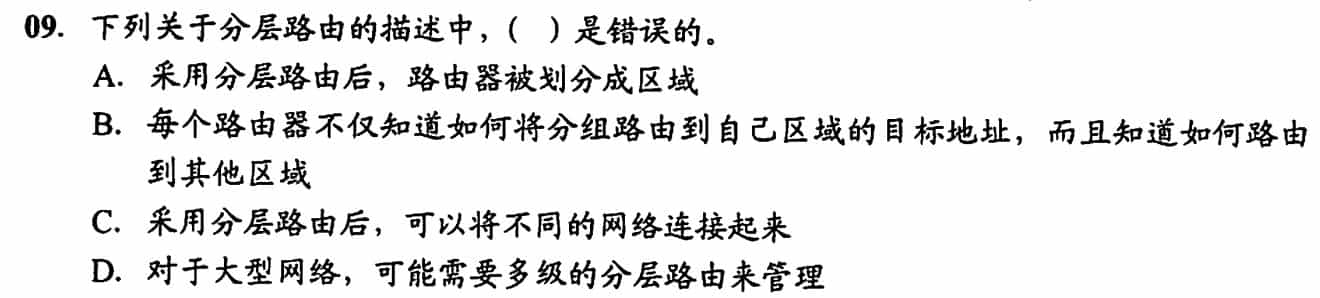 09. 下列关于分层路由的描述中，（ ）是错误的。
A. 采用分层路由后，路由器被划分成区域
B. 每个路由器不仅知道如何将分组路由到自己区域的目标地址，而且知道如何路由
到其他区域
C. 采用分层路由后，可以将不同的网络连接起来
D. 对于大型网络，可能需要多级的分层路由来管理